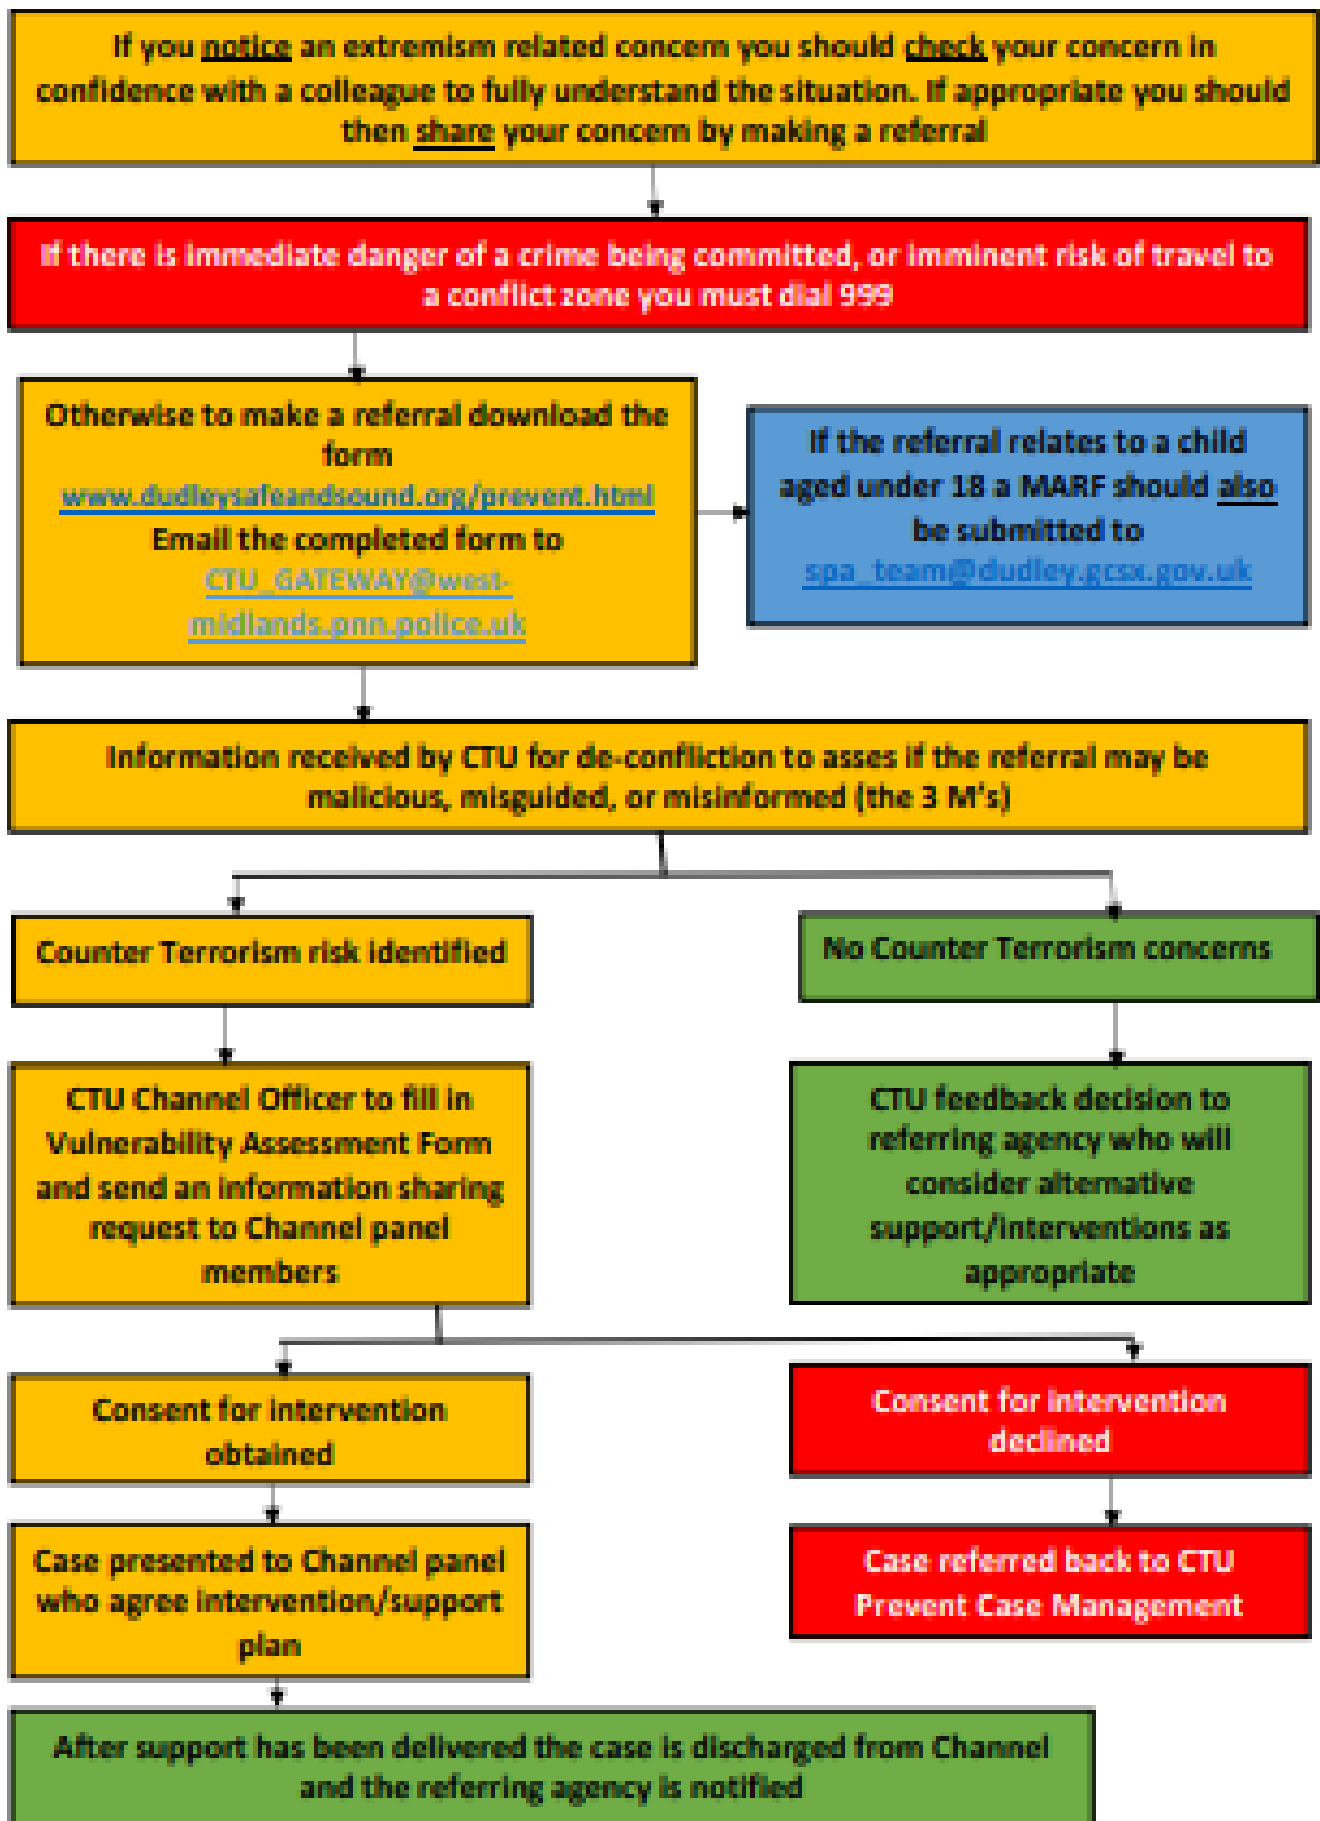 If you notice an extremism related concern you should check your concern in
confidence with a colleague to fully understand the situation. If appropriate you should
then share your concern by making a referral
If there is immediate danger of a crime being committed, or imminent risk of travel to
a conflict zone you must dial 999
Otherwise to make a referral download the
form
www.dudleysafeandsound.org/prevent.html
Email the completed form to
CTU_GATEWAY@west-
midlands.pnn.police.uk
If the referral relates to a child
aged under 18 a MARF should also
be submitted to
spa_team@dudley.gcsx.gov.uk
Information received by CTU for de-confliction to asses if the referral may be
malicious, misguided, or misinformed (the 3 M's)
Counter Terrorism risk identified
No Counter Terrorism concerns
CTU Channel Officer to fill in
Vulnerability Assessment Form
and send an information sharing
request to Channel panel
members
CTU feedback decision to
referring agency who will
consider alternative
support/interventions as
appropriate
Consent for intervention
obtained
Consent for intervention
declined
Case presented to Channel panel
who agree intervention/support
plan
Case referred back to CTU
Prevent Case Management
After support has been delivered the case is discharged from Channel
and the referring agency is notified